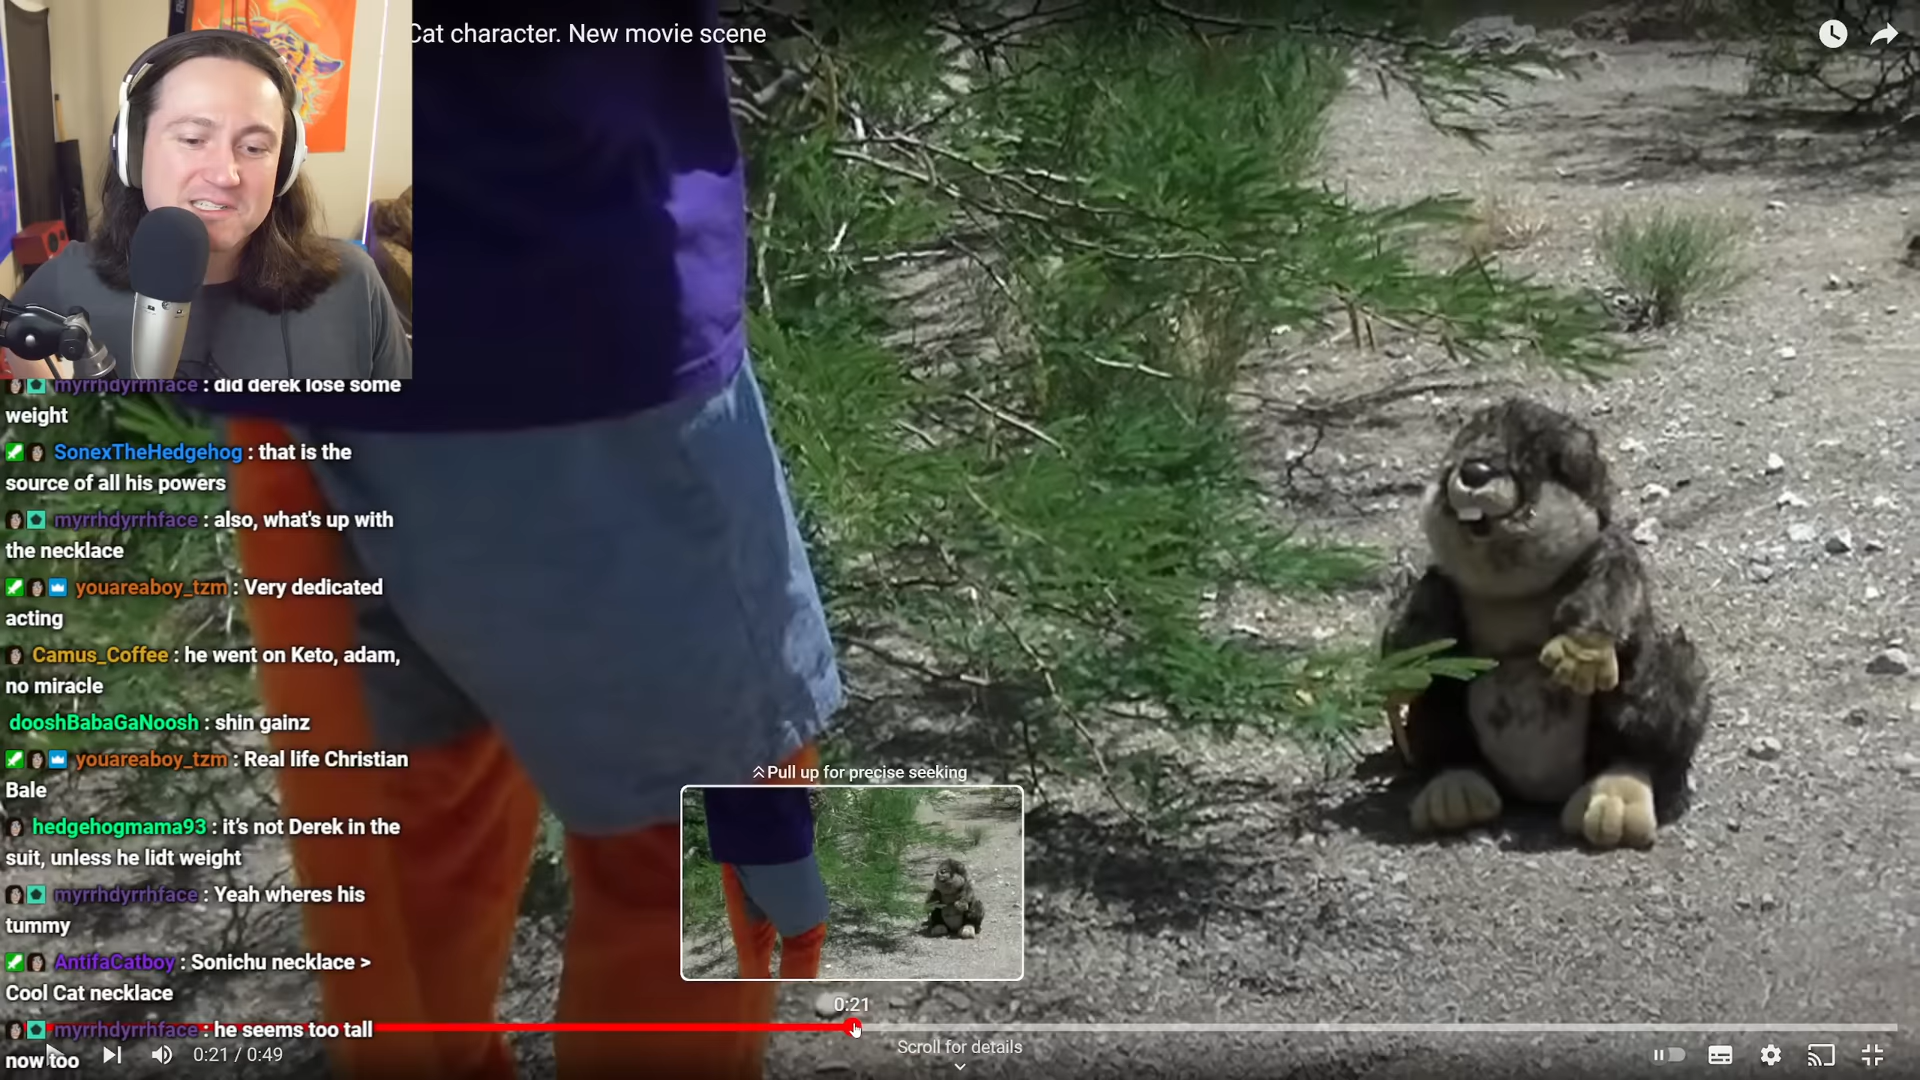 Cat character. New movie scene
myrrhdyrrhface : did derek lose some
weight
SonexTheHedgehog : that is the
source of all his powers
myrrhdyrrhface : also, what's up with
the necklace
youareaboy_tzm : Very dedicated
acting
Camus_Coffee : he went on Keto, adam,
no miracle
dooshBabaGaNoosh : shin gainz
youareaboy_tzm : Real life Christian
Bale
hedgehogmama93 : it's not Derek in the
suit, unless he lidt weight
myrrhdyrrhface : Yeah wheres his
tummy
AntifaCatboy : Sonichu necklace >
Cool Cat necklace
myrrhdyrrhface : he seems too tall
now too
Pull up for precise seeking
0:21
0:21 / 0:49
Scroll for details